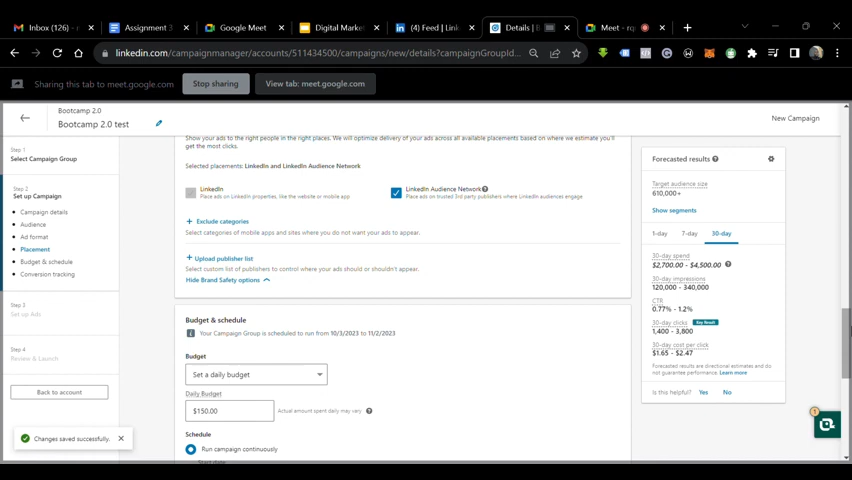 Inbox (120) - m
Assignment 3
Google Meet
Digital Market
(4) Feed | Link
Details | B
Meet - rop
linkedin.com/campaignmanager/accounts/511434500/campaigns/new/details?campaignGroupId...
Sharing this tab to meet.google.com
Stop sharing
View tab: meet.google.com
Bootcamp 2.0
Bootcamp 2.0 test
New Campaign
Step 1
Select Campaign Group
Step 2
Set up Campaign
Campaign details
Audience
Ad format
Placement
Budget & schedule
Conversion tracking
Step 3
Set up Ads
Step 4
Review & Launch
Back to account
Changes saved successfully.
Show your ads to the right people in the right places. We will optimize delivery of your ads across all available placements based on where we estimate you'll
get the most clicks.
Selected placements: LinkedIn and LinkedIn Audience Network
LinkedIn
Place ads on LinkedIn properties, like the website or mobile app
LinkedIn Audience Network
Place ads on trusted 3rd party publishers where LinkedIn audiences engage
+ Exclude categories
Select categories of mobile apps and sites where you do not want your ads to appear.
+ Upload publisher list
Select custom list of publishers to control where your ads should or shouldn't appear.
Hide Brand Safety options
Budget & schedule
Your Campaign Group is scheduled to run from 10/3/2023 to 11/2/2023
Budget
Set a daily budget
Daily Budget
$150.00
Actual amount spent daily may vary
Schedule
Run campaign continuously
Start date
Forecasted results
Target audience size
610,000+
Show segments
1-day
7-day
30-day
30-day spend
$2,700.00 - $4,500.00
30-day impressions
120,000 - 340,000
CTR
0.77% - 1.2%
30-day clicks
Key Result
1,400 - 3,800
30-day cost per click
$1.65 - $2.47
Forecasted results are directional estimates and do
not guarantee performance. Learn more
Is this helpful?
Yes
No
1